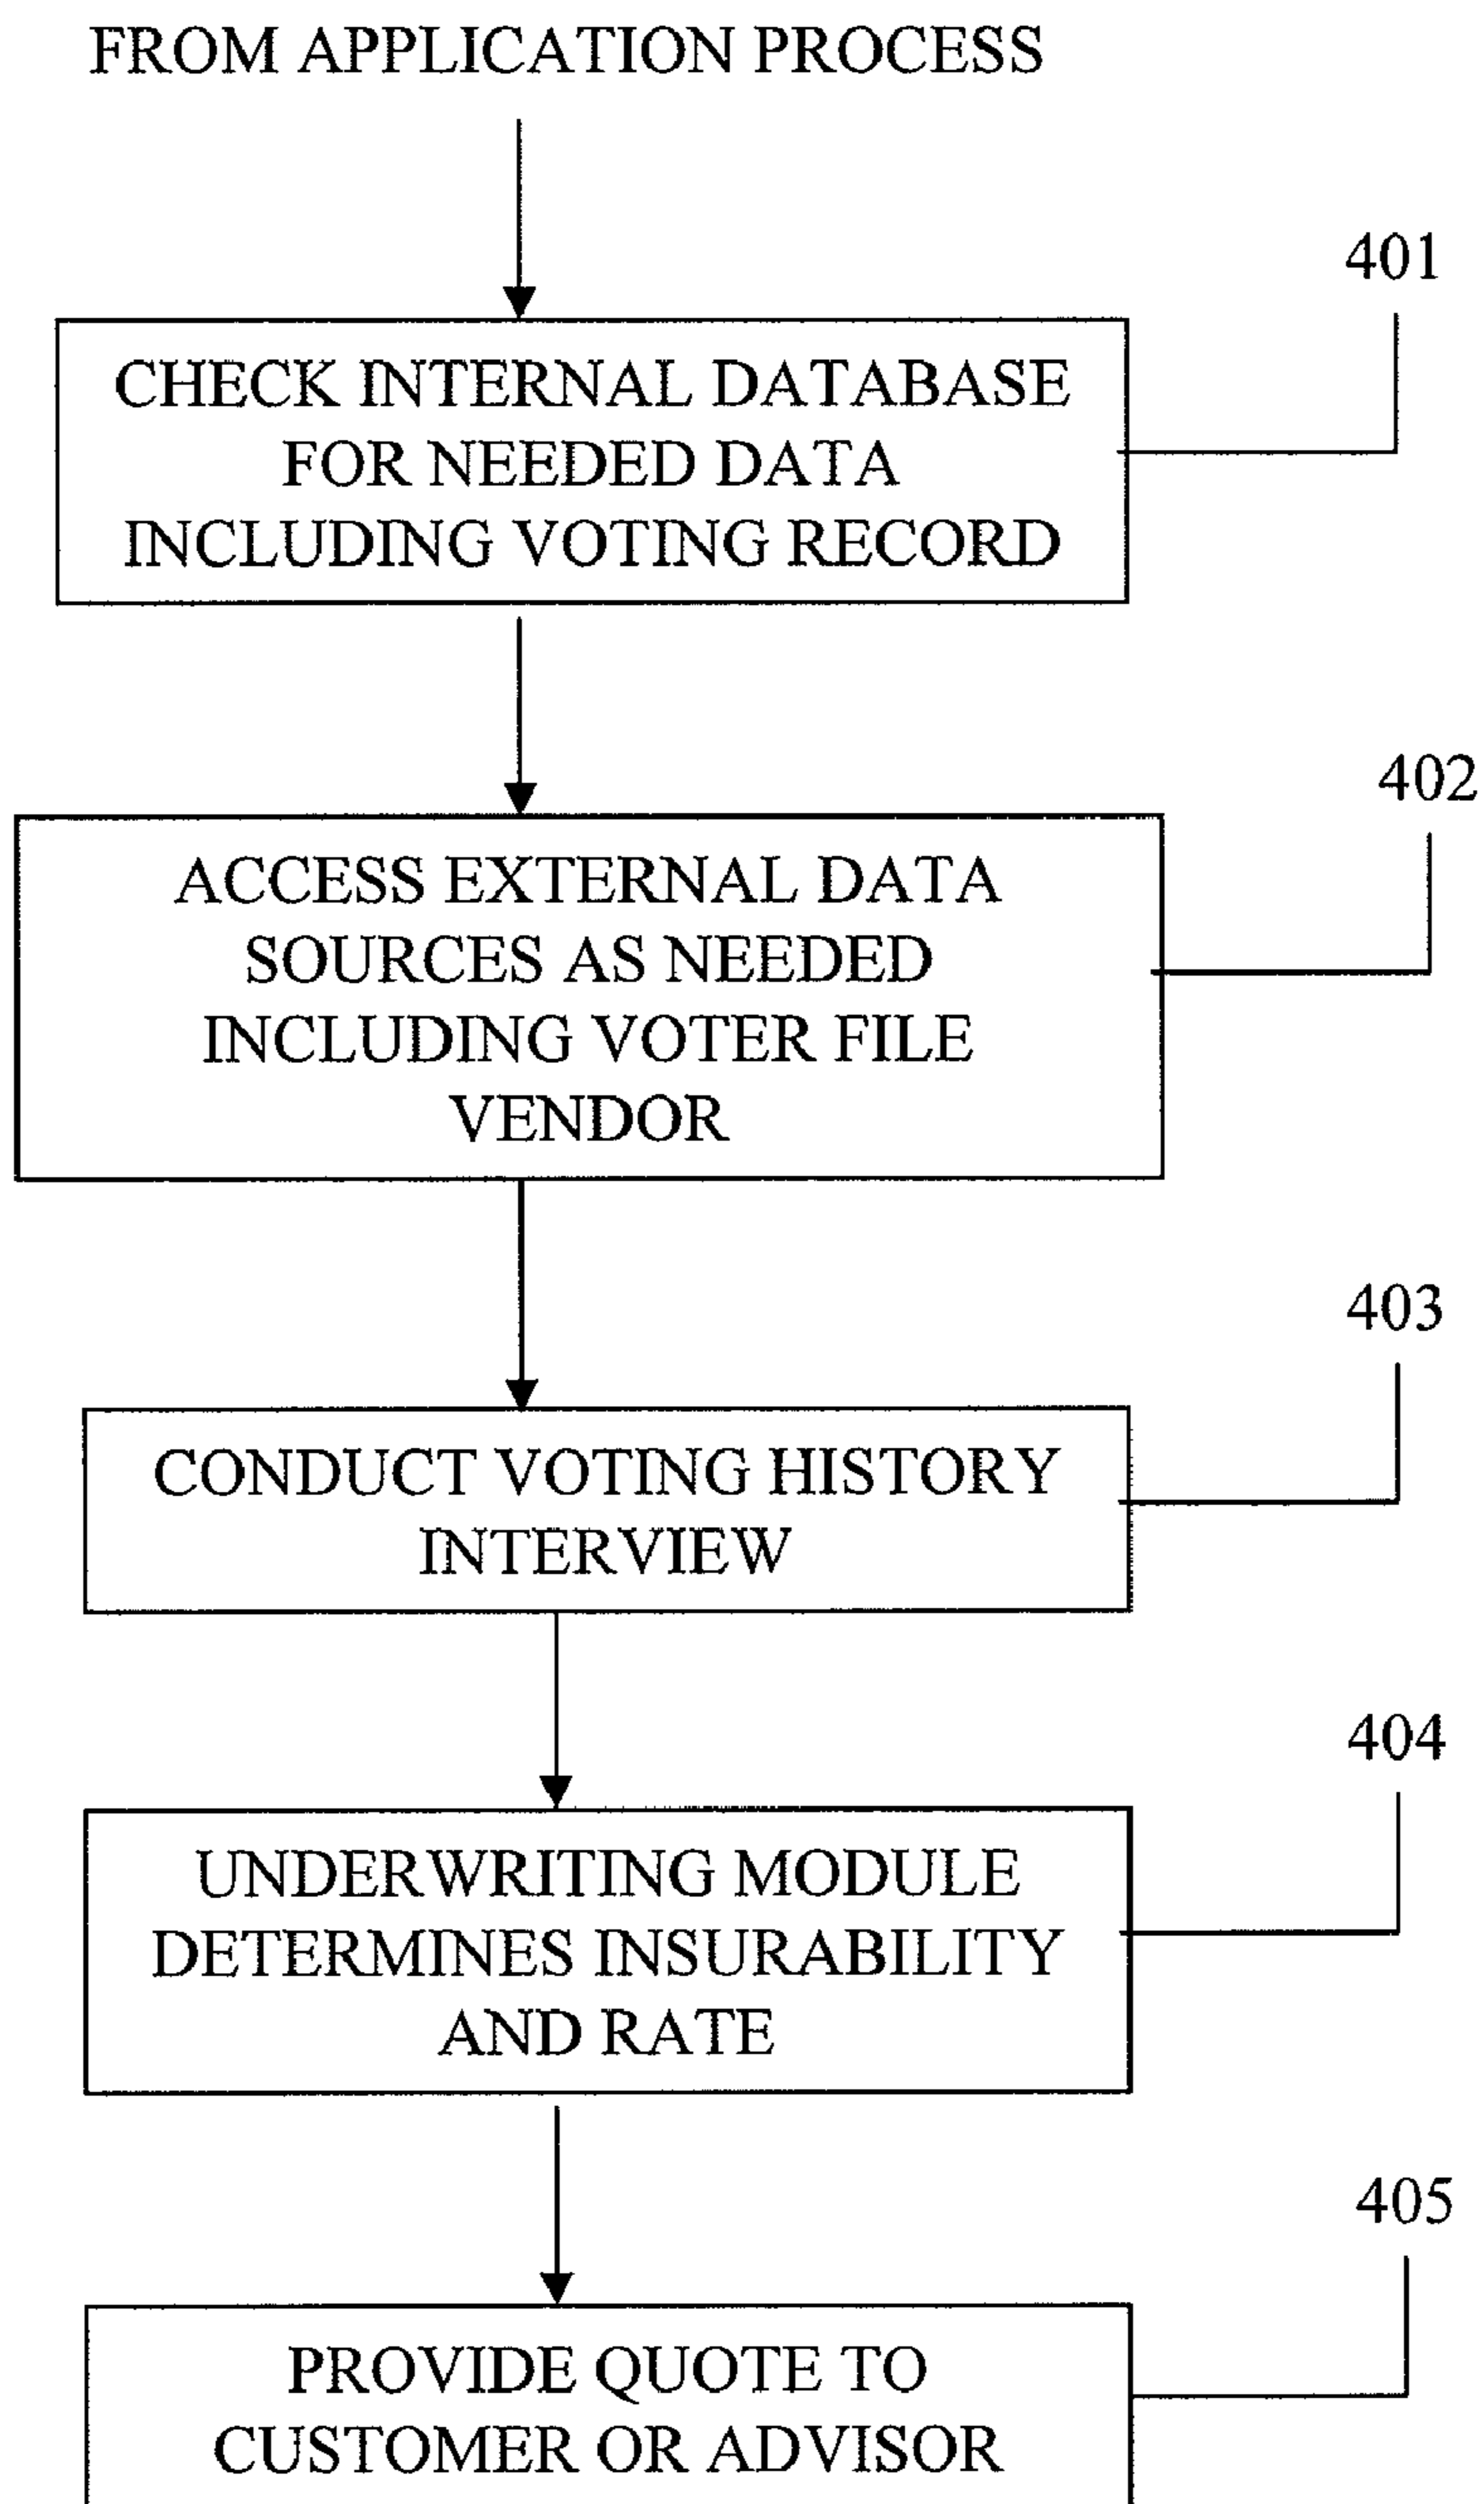 FROM APPLICATION PROCESS
401
CHECK INTERNAL DATABASE
FOR NEEDED DATA
INCLUDING VOTING RECORD
402
ACCESS EXTERNAL DATA
SOURCES AS NEEDED
INCLUDING VOTER FILE
VENDOR
403
CONDUCT VOTING HISTORY
INTERVIEW
404
UNDERWRITING MODULE
DETERMINES INSURABILITY
AND RATE
405
PROVIDE QUOTE TO
CUSTOMER OR ADVISOR